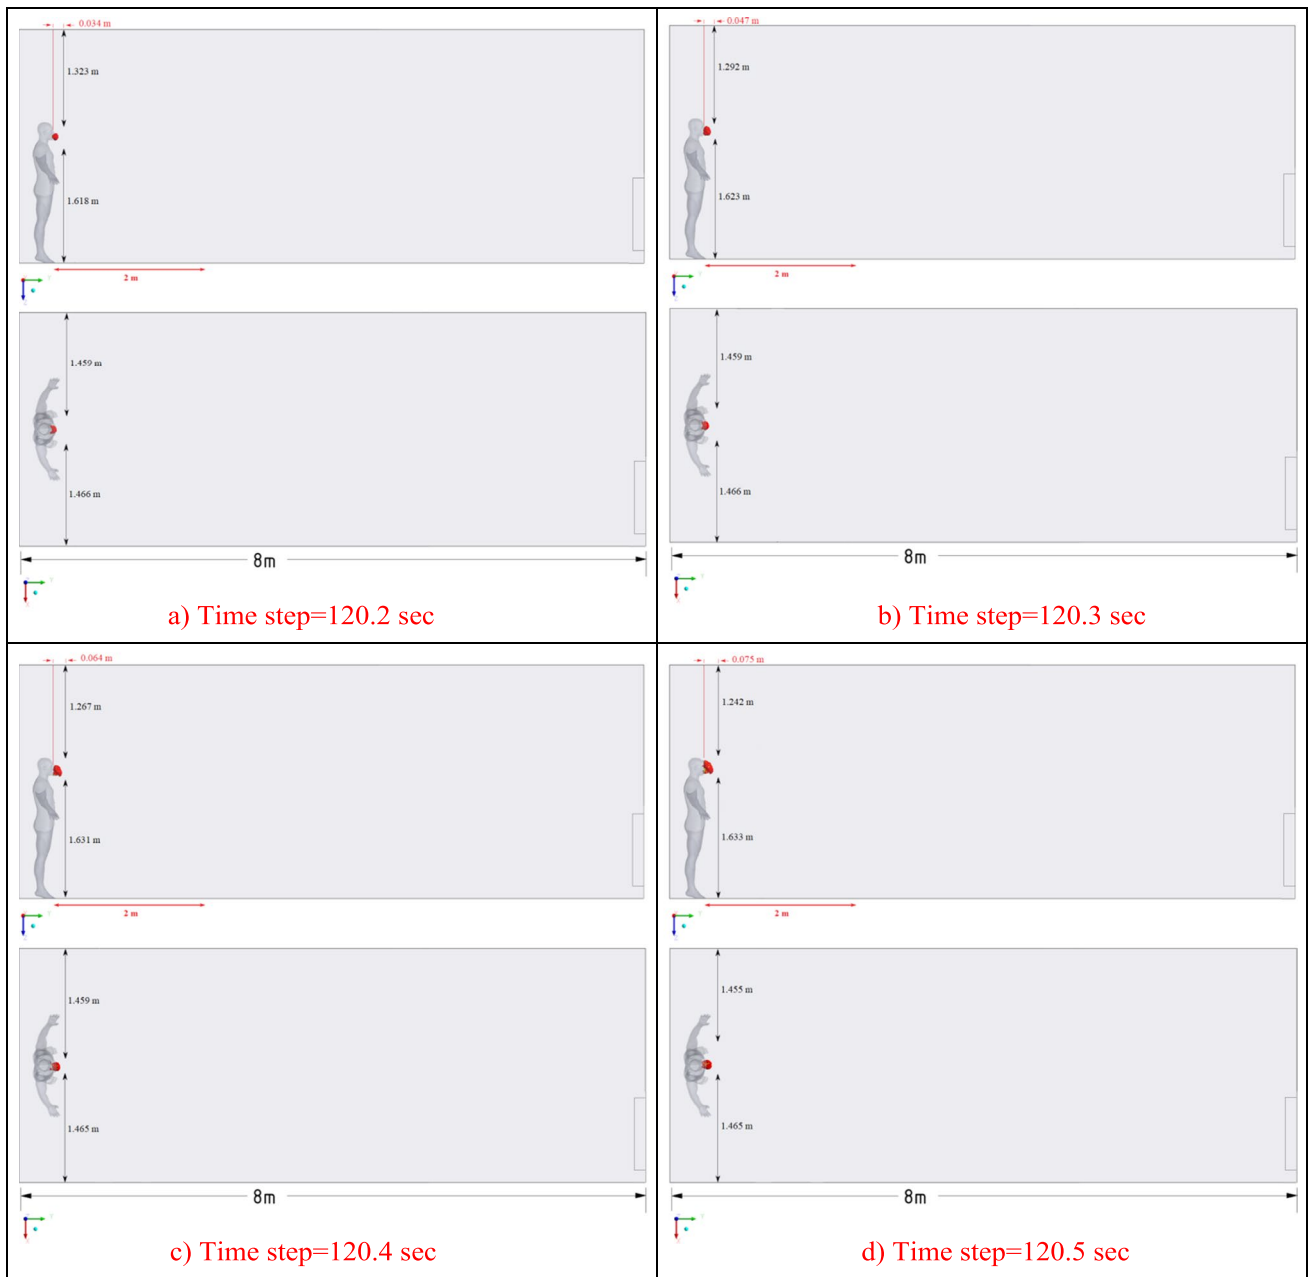 0.034 m
1.323 m
1.618 m
2 m
1.459 m
1.466 m
8m
a) Time step=120.2 sec
0.047 m
1.292 m
1.623 m
2 m
1.459 m
1.466 m
8m
b) Time step=120.3 sec
0.064 m
1.267 m
1.631 m
2 m
1.459 m
1.465 m
8m
c) Time step=120.4 sec
0.075 m
1.242 m
1.633 m
2 m
1.455 m
1.465 m
8m
d) Time step=120.5 sec